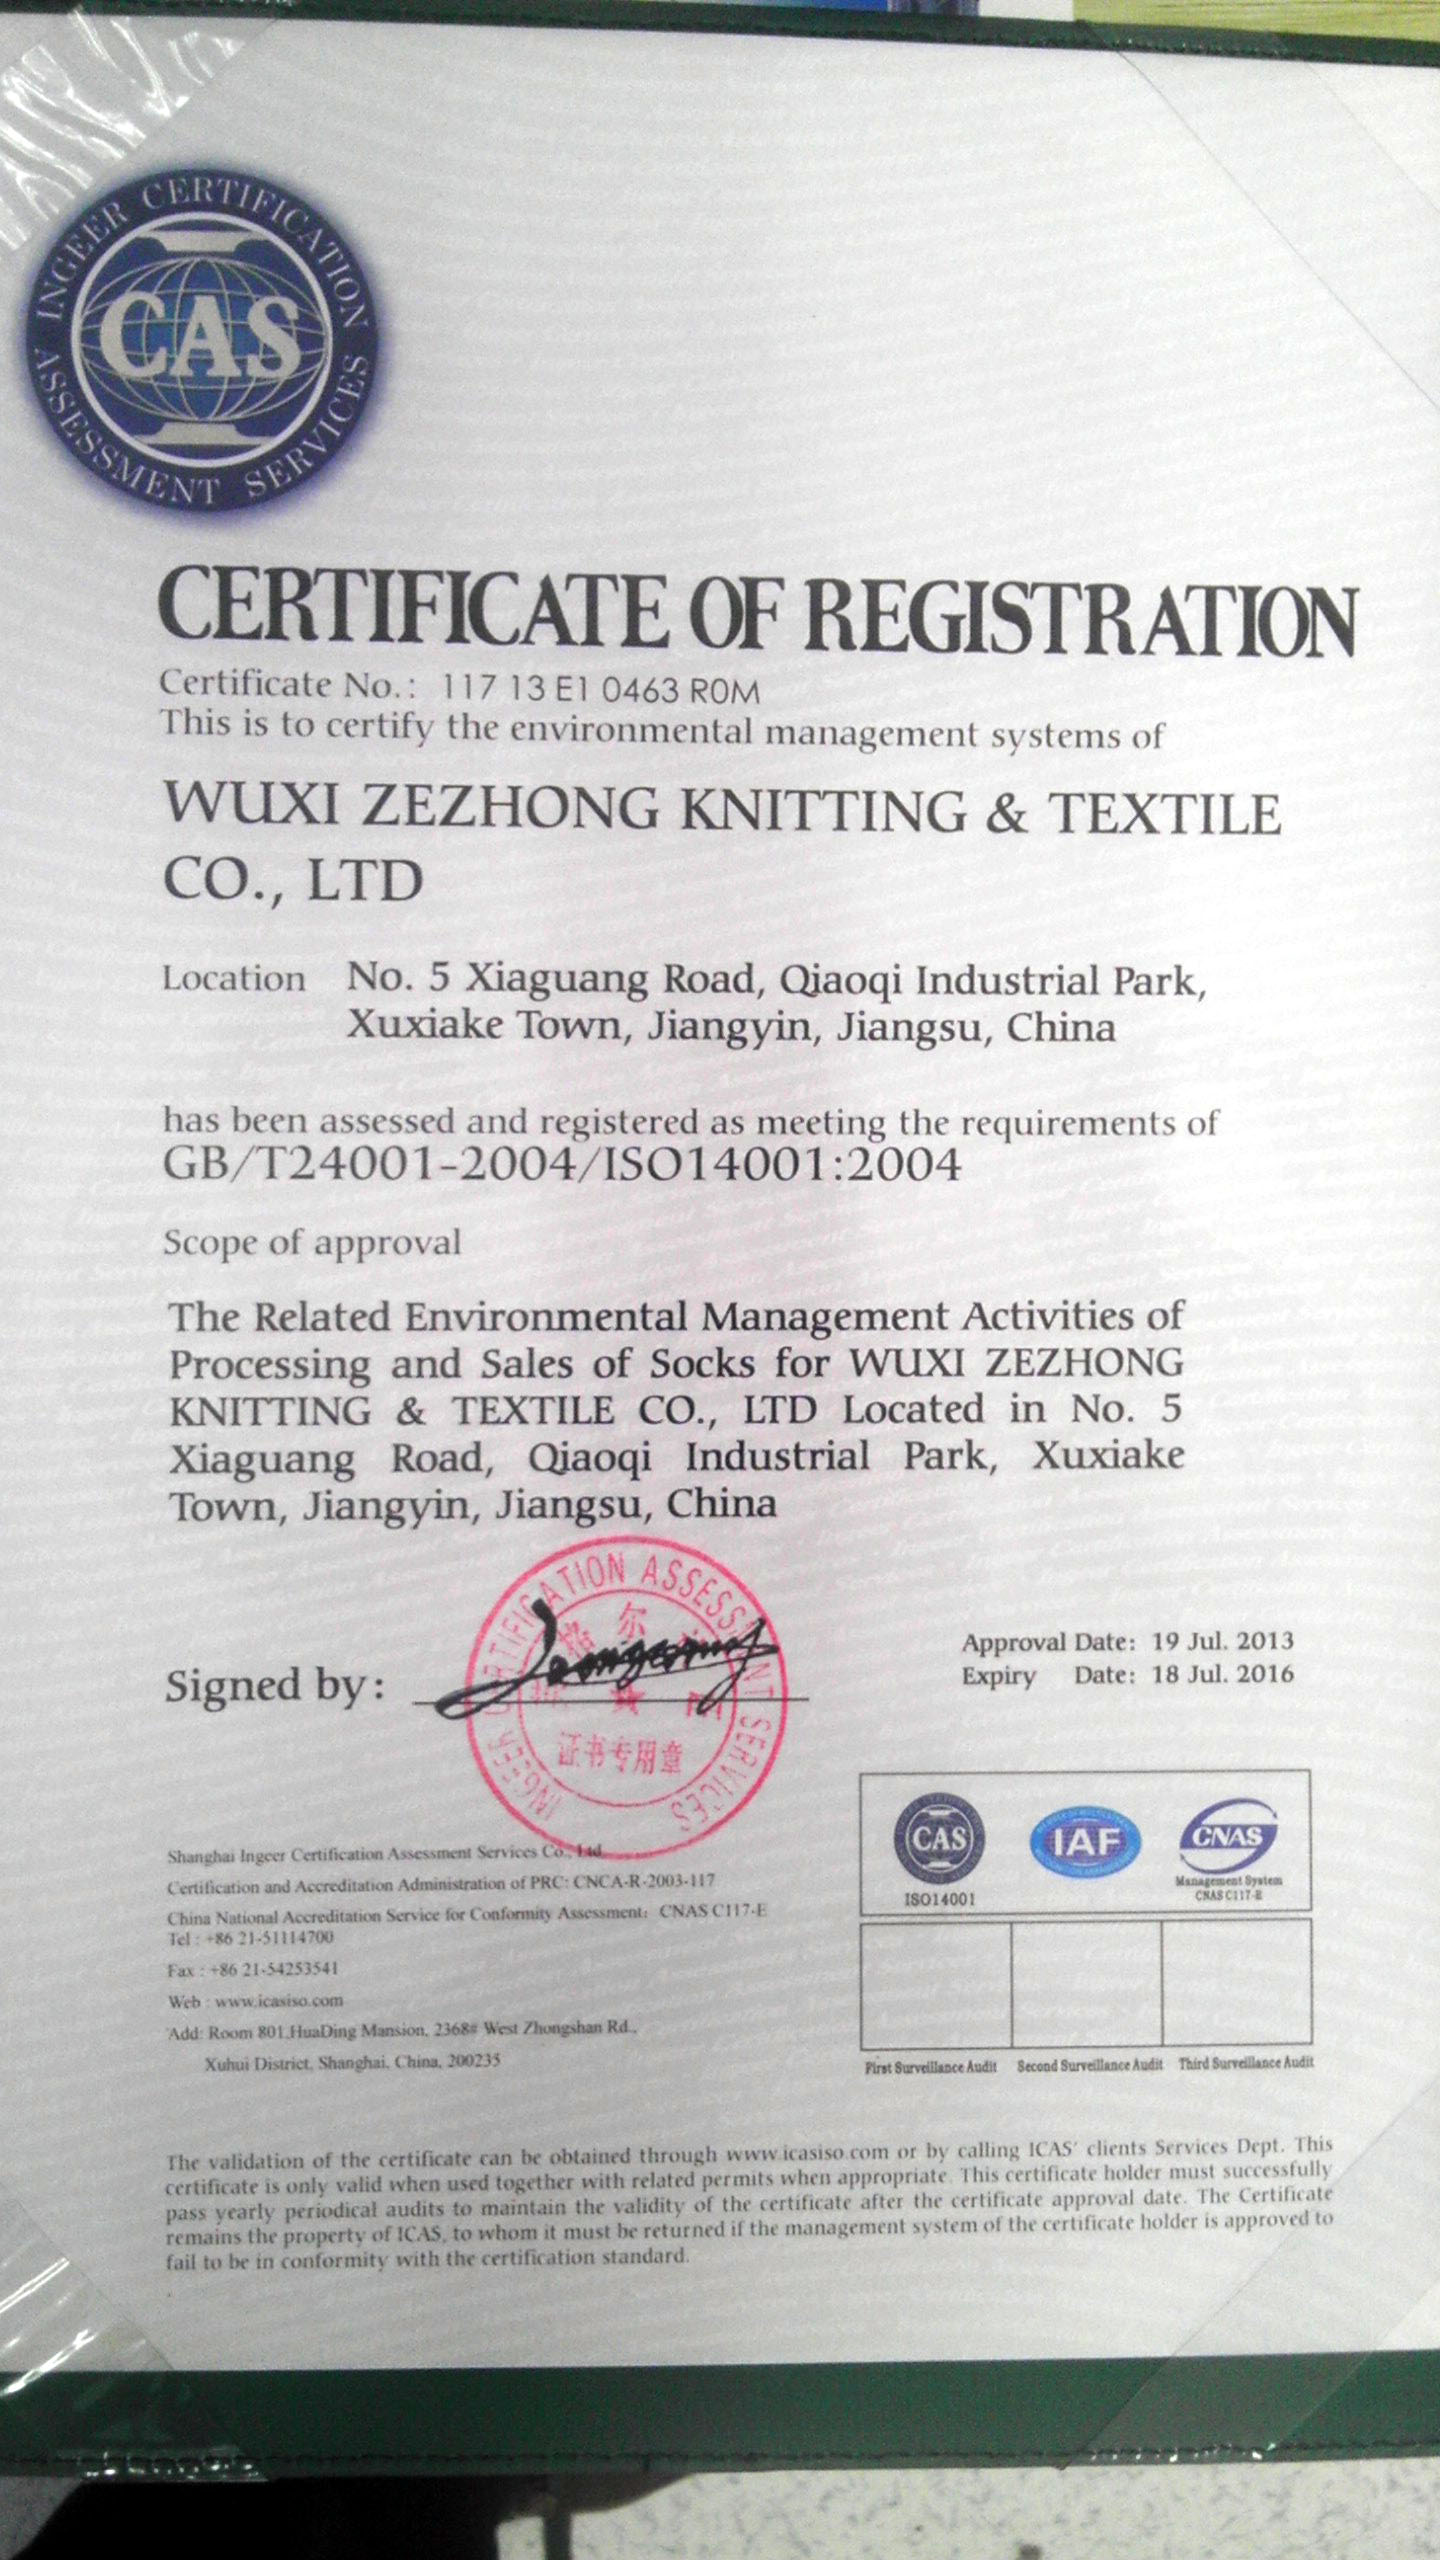 INGEER CERTIFICATION
CAS
ASSESSMENT SERVICES
CERTIFICATE OF REGISTRATION
Certificate No.: 117 13 E1 0463 R0M
This is to certify the environmental management systems of
WUXI ZEZHONG KNITTING & TEXTILE
CO., LTD
Location No. 5 Xiaguang Road, Qiaoqi Industrial Park,
Xuxiake Town, Jiangyin, Jiangsu, China
has been assessed and registered as meeting the requirements of
GB/T24001-2004/ISO14001:2004
Scope of approval
The Related Environmental Management Activities of
Processing and Sales of Socks for WUXI ZEZHONG
KNITTING & TEXTILE CO., LTD Located in No. 5
Xiaguang Road, Qiaoqi Industrial Park, Xuxiake
Town, Jiangyin, Jiangsu, China
INGEER CERTIFICATION ASSESSMENT SERVICES
尔
证书专用章
Signed by:
Approval Date: 19 Jul. 2013
Expiry Date: 18 Jul. 2016
CAS
ISO14001
IAF
CNAS
Management System
CNAS C117-E
Shanghai Ingeer Certification Assessment Services Co., Ltd.
Certification and Accreditation Administration of PRC: CNCA-R-2003-117
China National Accreditation Service for Conformity Assessment: CNAS C117-E
Tel : +86 21-51114700
Fax : +86 21-54253541
Web : www.icasiso.com
Add: Room 801,HuaDing Mansion, 2368# West Zhongshan Rd.,
Xuhui District, Shanghai, China, 200235
First Surveillance Audit Second Surveillance Audit Third Surveillance Audit
The validation of the certificate can be obtained through www.icasiso.com or by calling ICAS' clients Services Dept. This
certificate is only valid when used together with related permits when appropriate. This certificate holder must successfully
pass yearly periodical audits to maintain the validity of the certificate after the certificate approval date. The Certificate
remains the property of ICAS, to whom it must be returned if the management system of the certificate holder is approved to
fail to be in conformity with the certification standard.